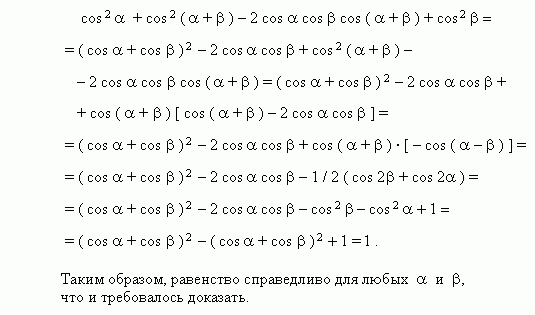 cos² α + cos² ( α + β ) – 2 cos α cos β cos ( α + β ) + cos² β =
= ( cos α + cos β )² – 2 cos α cos β + cos² ( α + β ) –
– 2 cos α cos β cos ( α + β ) = ( cos α + cos β )² – 2 cos α cos β +
+ cos ( α + β ) [ cos ( α + β ) – 2 cos α cos β ] =
= ( cos α + cos β )² – 2 cos α cos β + cos ( α + β ) · [ – cos ( α – β ) ] =
= ( cos α + cos β )² – 2 cos α cos β – 1 / 2 ( cos 2β + cos 2α ) =
= ( cos α + cos β )² – 2 cos α cos β – cos² β – cos² α + 1 =
= ( cos α + cos β )² – ( cos α + cos β )² + 1 = 1 .
Таким образом, равенство справедливо для любых α и β,
что и требовалось доказать.